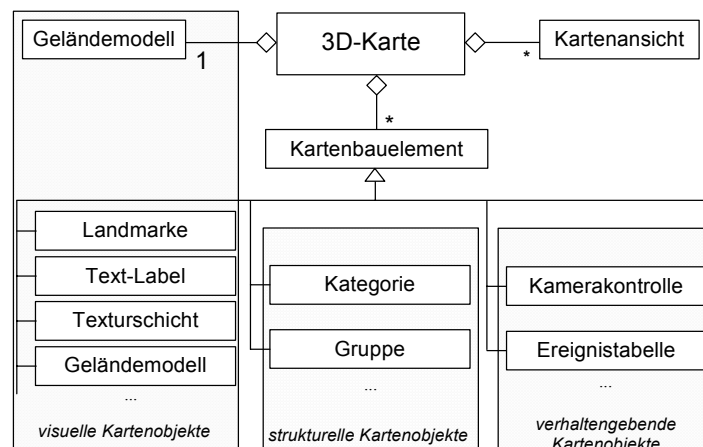 Geländemodell
1
3D-Karte
Kartenansicht
*
*
Kartenbauelement
Landmarke
Text-Label
Texturschicht
Geländemodell
...
visuelle Kartenobjekte
Kategorie
Gruppe
...
strukturelle Kartenobjekte
Kamerakontrolle
Ereignistabelle
...
verhaltengebende
Kartenobjekte